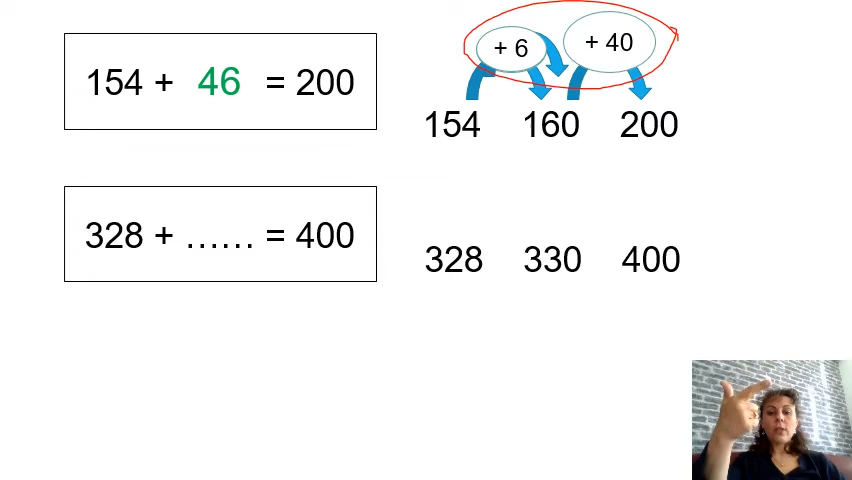 + 6 + 40
154 + 46 = 200
154 160 200
328 + ...... = 400
328 330 400